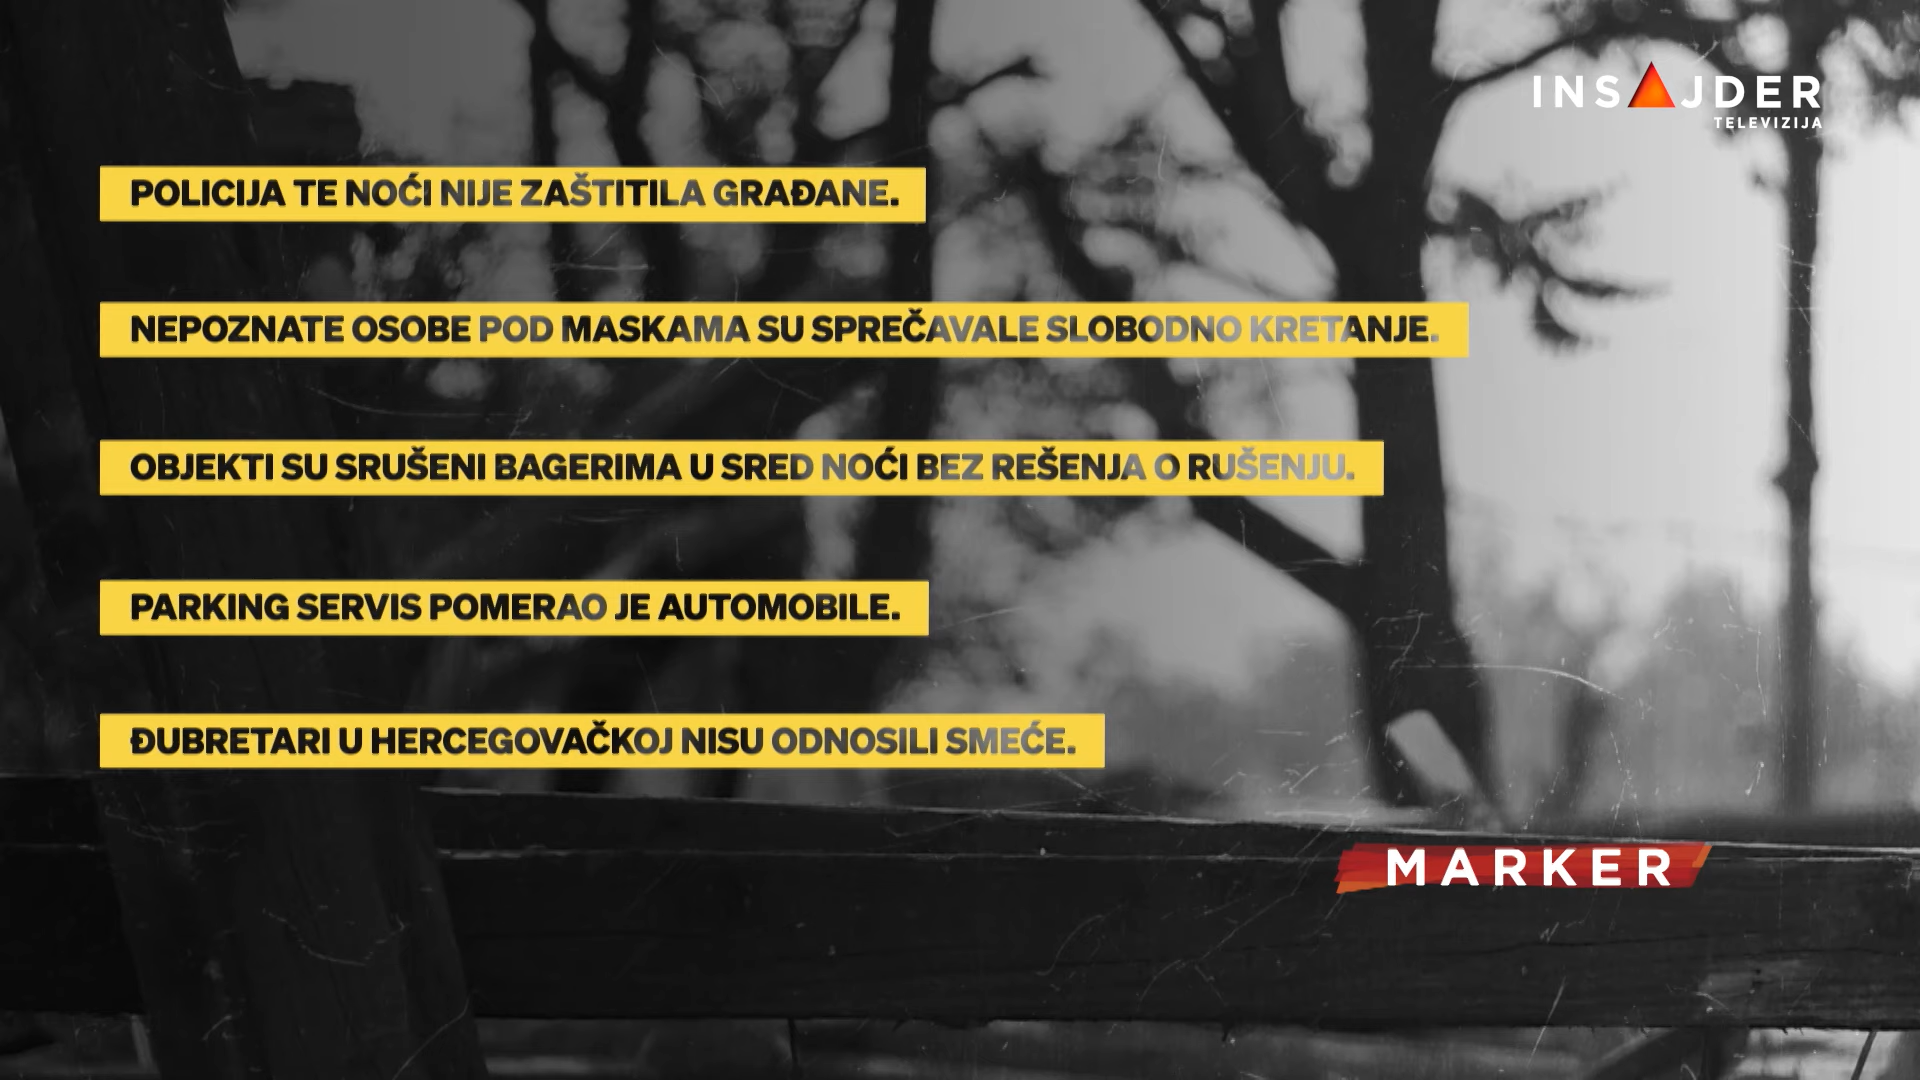 INSAJDER
TELEVIZIJA
POLICIJA TE NOĆI NIJE ZAŠTITILA GRAĐANE.
NEPOZNATE OSOBE POD MASKAMA SU SPREČAVALE SLOBODNO KRETANJE.
OBJEKTI SU SRUŠENI BAGERIMA U SRED NOĆI BEZ REŠENJA O RUŠENJU.
PARKING SERVIS POMERAO JE AUTOMOBILE.
ĐUBRETARI U HERCEGOVAČKOJ NISU ODNOSILI SMEĆE.
MARKER